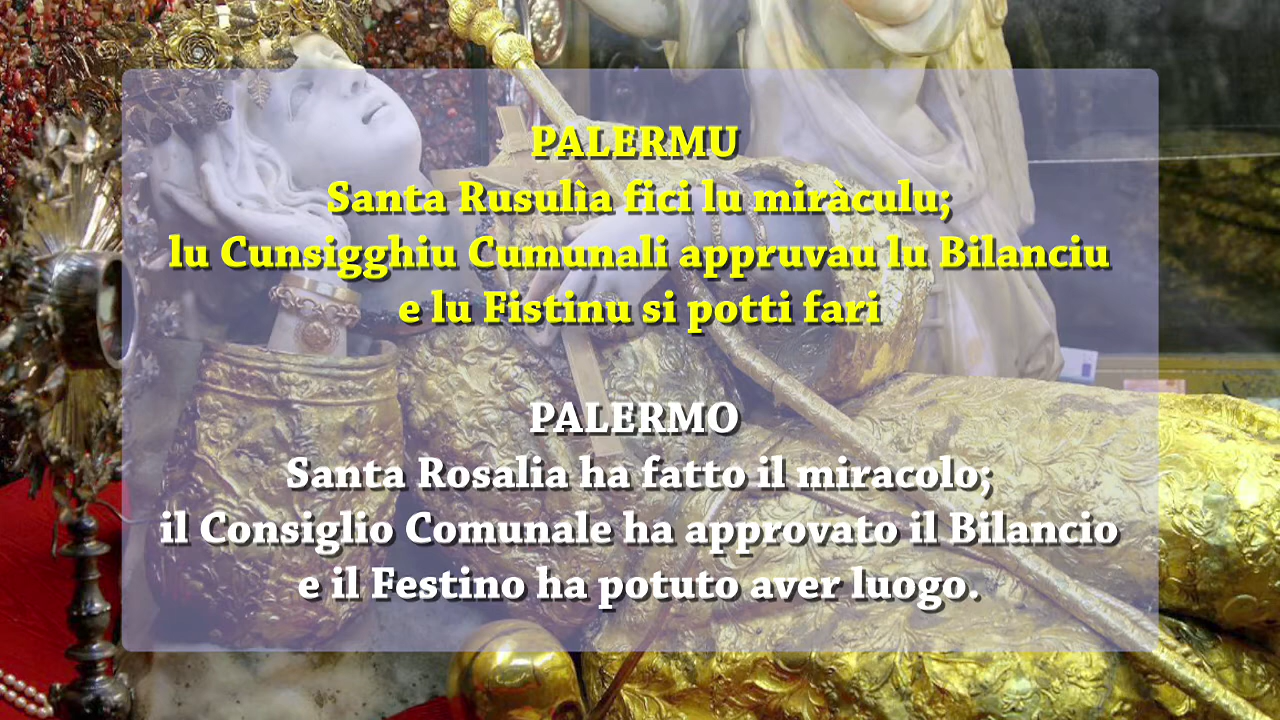 PALERMU
Santa Rusulìa fici lu miràculu;
lu Cunsigghiu Cumunali appruvau lu Bilanciu
e lu Fistinu si potti fari
PALERMO
Santa Rosalia ha fatto il miracolo;
il Consiglio Comunale ha approvato il Bilancio
e il Festino ha potuto aver luogo.